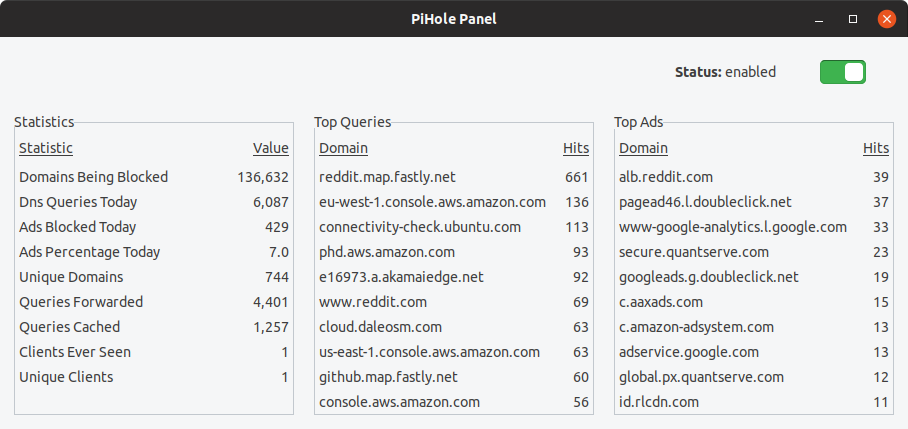 PiHole Panel
Status: enabled
Statistics
Statistic Value
Domains Being Blocked 136,632
Dns Queries Today 6,087
Ads Blocked Today 429
Ads Percentage Today 7.0
Unique Domains 744
Queries Forwarded 4,401
Queries Cached 1,257
Clients Ever Seen 1
Unique Clients 1
Top Queries
Domain Hits
reddit.map.fastly.net 661
eu-west-1.console.aws.amazon.com 136
connectivity-check.ubuntu.com 113
phd.aws.amazon.com 93
e16973.a.akamaiedge.net 92
www.reddit.com 69
cloud.daleosm.com 63
us-east-1.console.aws.amazon.com 63
github.map.fastly.net 60
console.aws.amazon.com 56
Top Ads
Domain Hits
alb.reddit.com 39
pagead46.l.doubleclick.net 37
www-google-analytics.l.google.com 33
secure.quantserve.com 23
googleads.g.doubleclick.net 19
c.aaxads.com 15
c.amazon-adsystem.com 13
adservice.google.com 13
global.px.quantserve.com 12
id.rlcdn.com 11